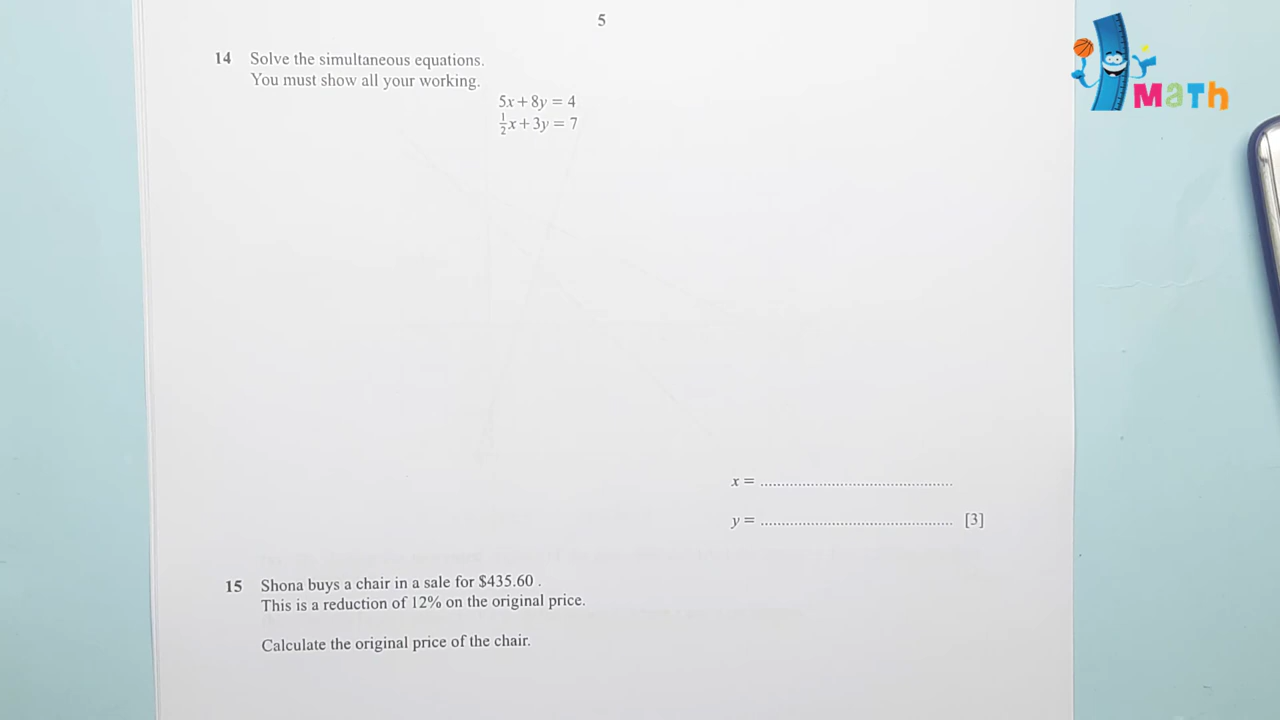 5
14 Solve the simultaneous equations.
You must show all your working.
5x + 8y = 4
½x + 3y = 7
x = ..............................................
y = .............................................. [3]
15 Shona buys a chair in a sale for $435.60 .
This is a reduction of 12% on the original price.
Calculate the original price of the chair.
MATH